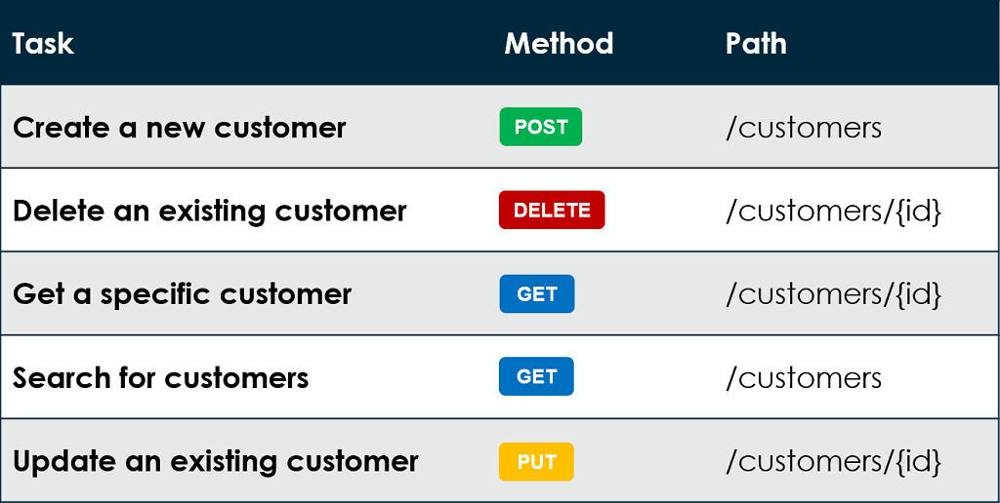 Task Method Path
Create a new customer POST /customers
Delete an existing customer DELETE /customers/{id}
Get a specific customer GET /customers/{id}
Search for customers GET /customers
Update an existing customer PUT /customers/{id}